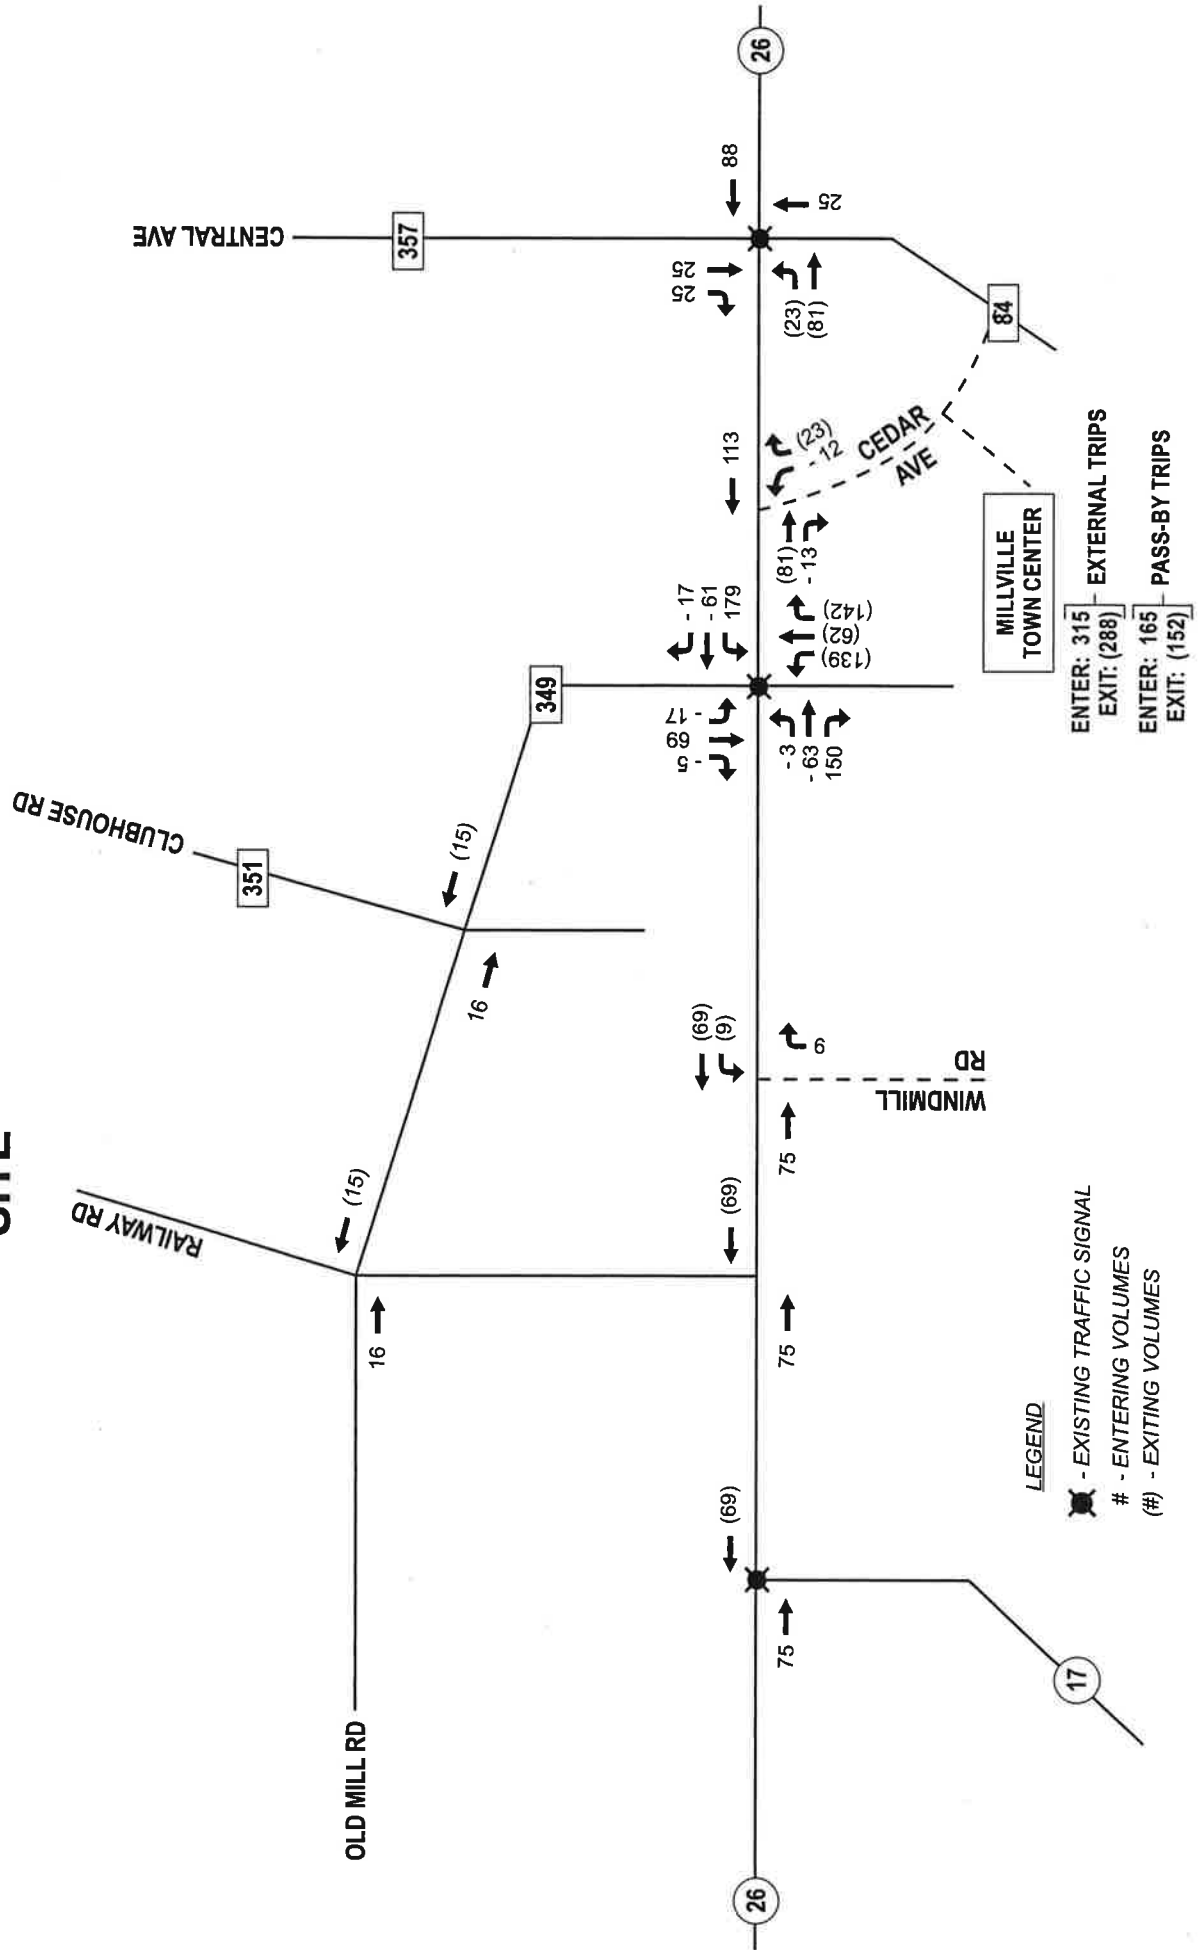 OLD MILL RD
RAILWAY RD
CLUBHOUSE RD
351
349
CENTRAL AVE
357
16
(15)
16
(15)
26
75
(69)
17
75
(69)
75
(69)
(9)
9
WINDMILL
RD
- 5
69
- 17
- 3
- 63
150
- 17
- 61
179
(139)
(62)
(142)
(81)
- 13
113
- 12
(23)
CEDAR
AVE
25
25
(23)
(81)
88
25
26
84
MILLVILLE
TOWN CENTER
ENTER: 315
EXIT: (288)
EXTERNAL TRIPS
ENTER: 165
EXIT: (152)
PASS-BY TRIPS
LEGEND
- EXISTING TRAFFIC SIGNAL
# - ENTERING VOLUMES
(#) - EXITING VOLUMES